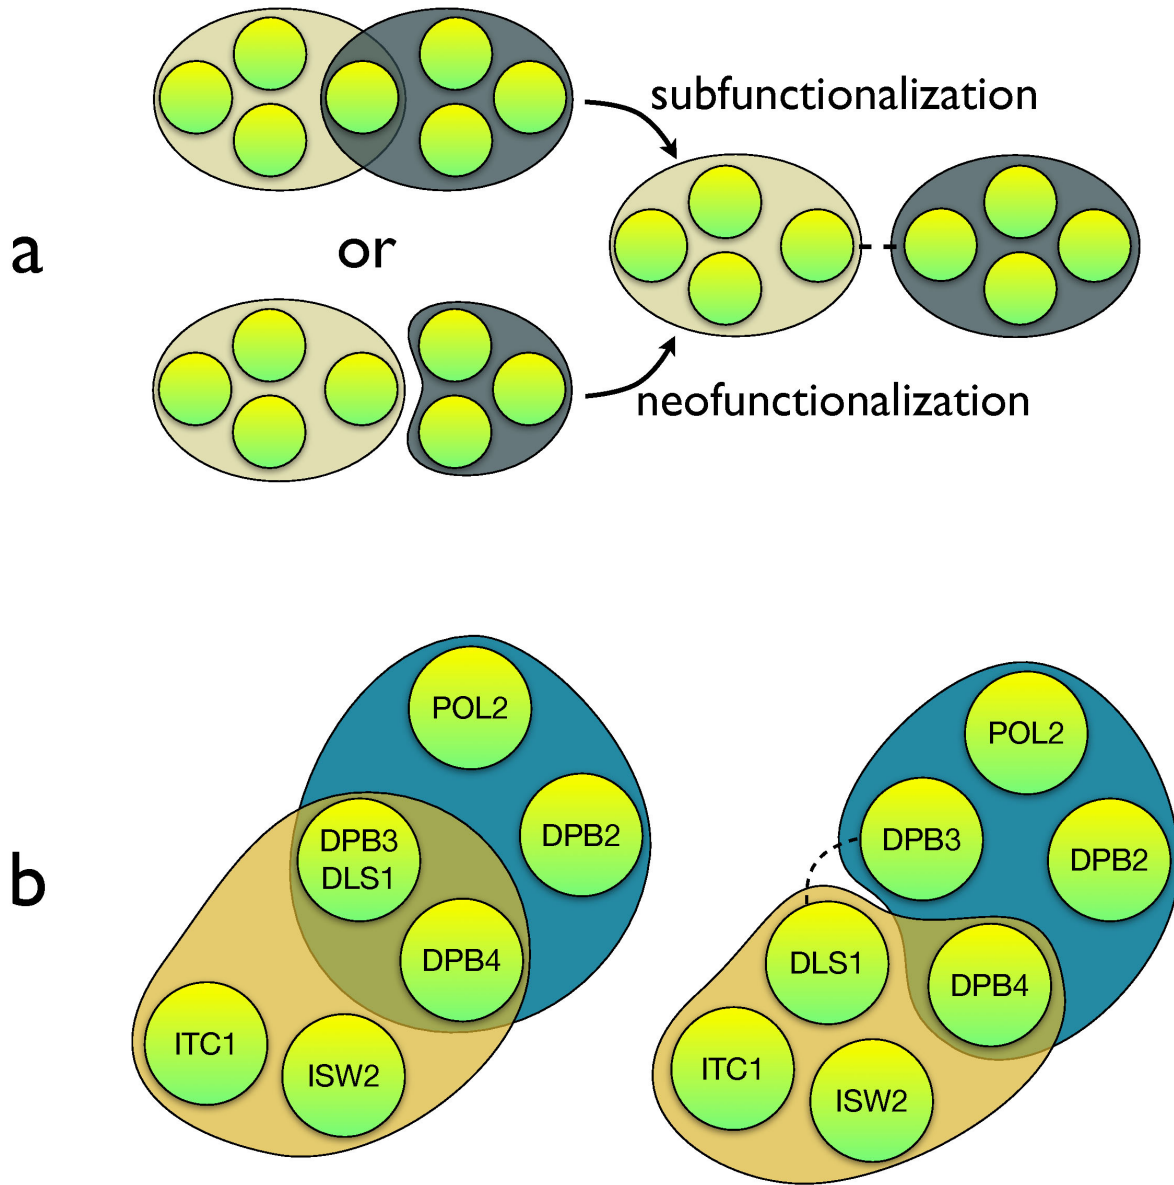 a
subfunctionalization
or
neofunctionalization
b
POL2
DPB3
DLS1
DPB2
DPB4
ITC1
ISW2
POL2
DPB3
DPB2
DLS1
DPB4
ITC1
ISW2